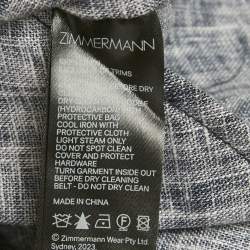 ZIMMERMANN
OF TRIMS
BEFORE DRY
(HYDROCARBON)
PROTECTIVE BAG
COOL IRON WITH
PROTECTIVE CLOTH
LIGHT STEAM ONLY
DO NOT SPOT CLEAN
COVER AND PROTECT
HARDWARE
TURN GARMENT INSIDE OUT
BEFORE DRY CLEANING
BELT - DO NOT DRY CLEAN
MADE IN CHINA
© Zimmermann Wear Pty Ltd.
Sydney, 2023